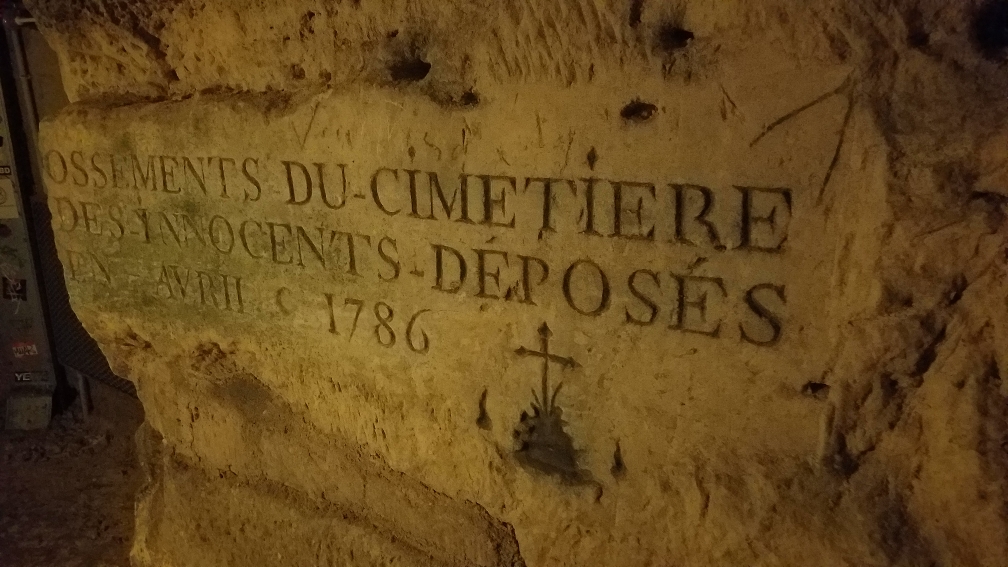 OSSEMENTS DU-CIMETIERE
DES-INNOCENTS-DÉPOSÉS
EN AVRIL 1786